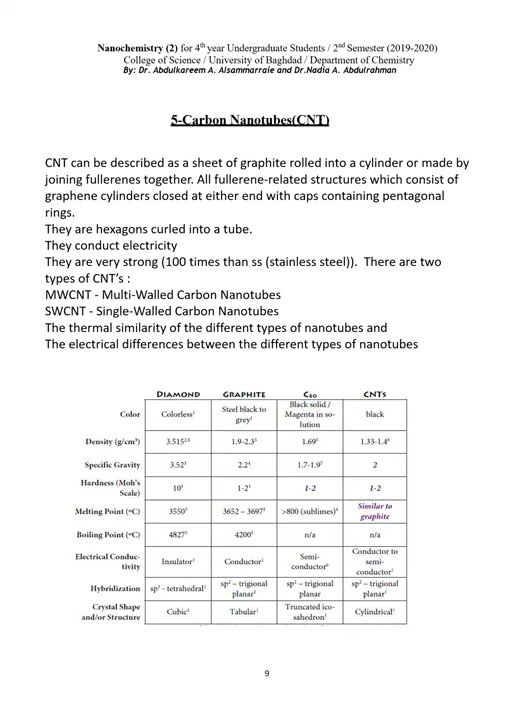 Nanochemistry (2) for 4th year Undergraduate Students / 2nd Semester (2019-2020)
College of Science / University of Baghdad / Department of Chemistry
By: Dr. Abdulkareem A. Alsammarraie and Dr.Nadia A. Abdulrahman
5-Carbon Nanotubes(CNT)
CNT can be described as a sheet of graphite rolled into a cylinder or made by
joining fullerenes together. All fullerene-related structures which consist of
graphene cylinders closed at either end with caps containing pentagonal
rings.
They are hexagons curled into a tube.
They conduct electricity
They are very strong (100 times than ss (stainless steel)). There are two
types of CNT's :
MWCNT - Multi-Walled Carbon Nanotubes
SWCNT - Single-Walled Carbon Nanotubes
The thermal similarity of the different types of nanotubes and
The electrical differences between the different types of nanotubes
DIAMOND GRAPHITE C60 CNTS
Color Colorless¹ Steel black to grey¹ Black solid / Magenta in so-lution black
Density (g/cm³) 3.515²,⁵ 1.9-2.3⁵ 1.69⁵ 1.33-1.4⁶
Specific Gravity 3.52³ 2.2⁴ 1.7-1.9⁷ 2
Hardness (Moh's Scale) 10¹ 1-2¹ 1-2 1-2
Melting Point (ºC) 3550⁵ 3652 – 3697⁵ >800 (sublimes)⁶ Similar to graphite
Boiling Point (ºC) 4827⁵ 4200⁵ n/a n/a
Electrical Conduc-tivity Insulator¹ Conductor¹ Semi-conductor⁶ Conductor to semi-conductor¹
Hybridization sp³ - tetrahedral¹ sp² – trigional planar¹ sp² – trigional planar sp² – trigional planar¹
Crystal Shape and/or Structure Cubic¹ Tabular¹ Truncated ico-sahedron¹ Cylindrical¹
9